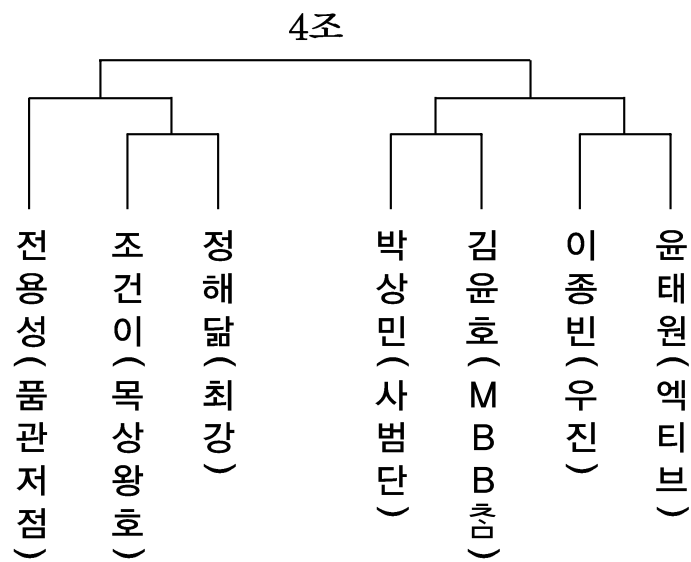 4조
전용성(품관저점)
조건이(목상왕호)
정해닮(최강)
박상민(사범단)
김윤호(MBB촘)
이종빈(우진)
윤태원(엑티브)